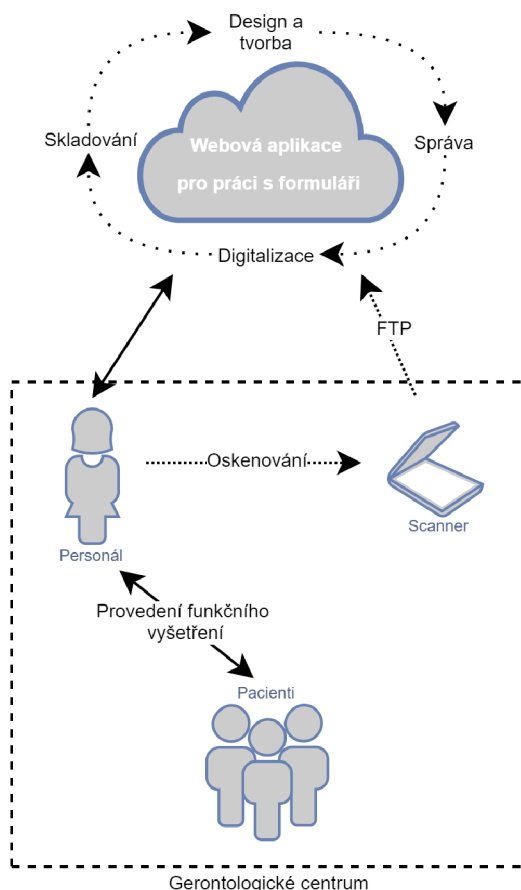 Design a
tvorba
Skladování
Webová aplikace
pro práci s formuláři
Správa
Digitalizace
FTP
Oskenování
Personál
Scanner
Provedení funkčního
vyšetření
Pacienti
Gerontologické centrum